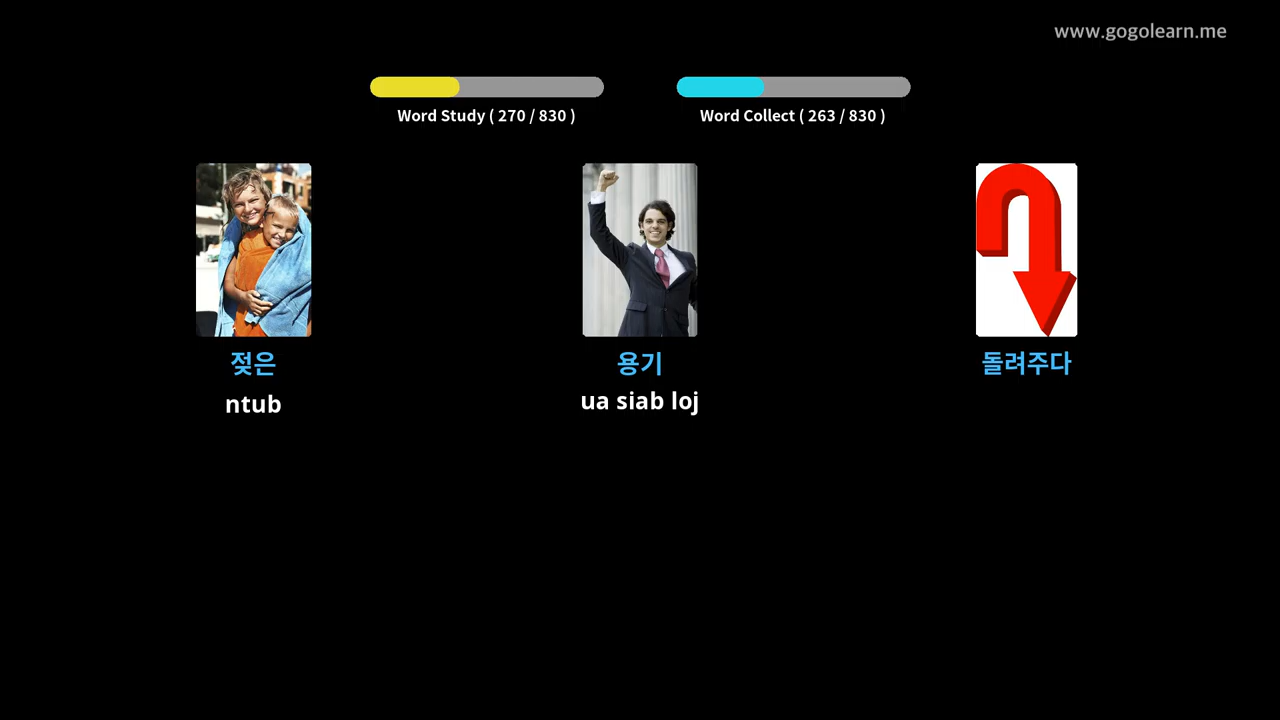 www.gogolearn.me
Word Study ( 270 / 830 )
Word Collect ( 263 / 830 )
젖은
용기
돌려주다
ntub
ua siab loj